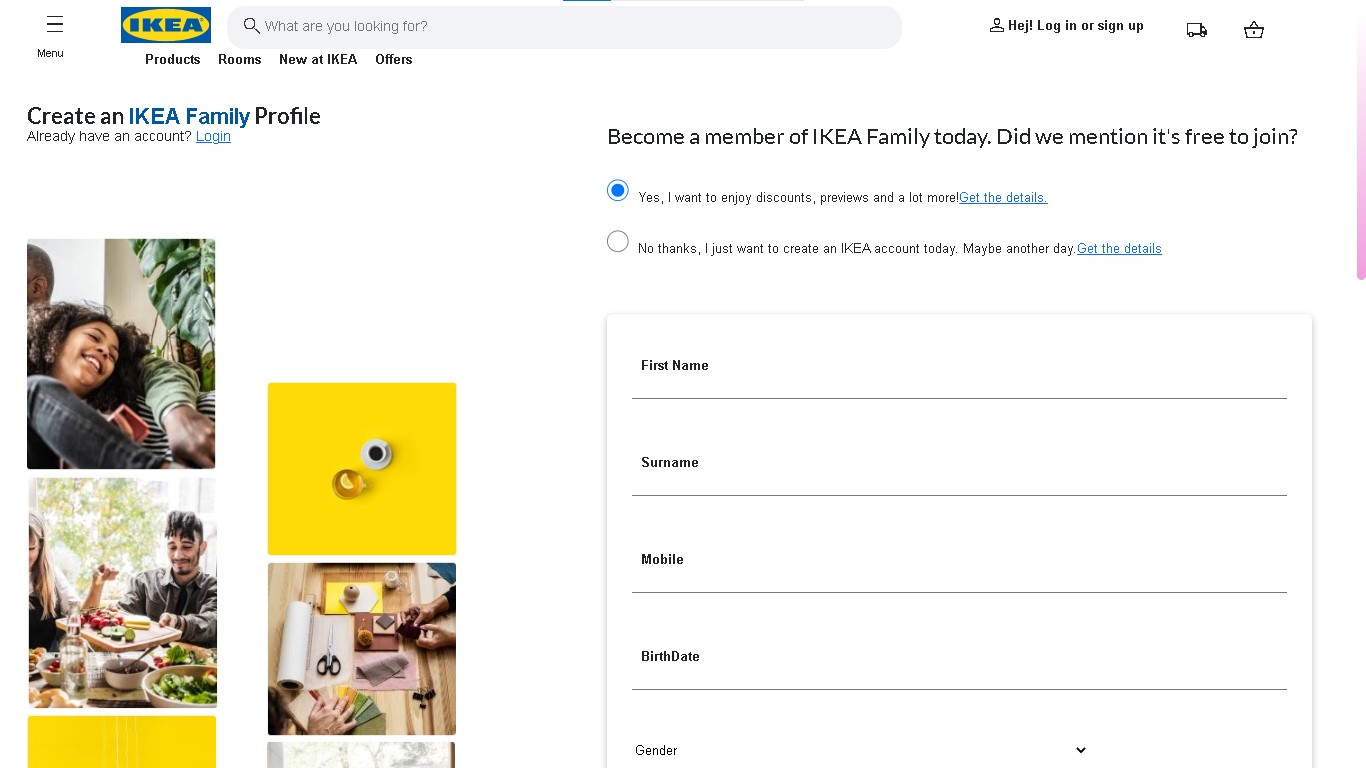 Menu
IKEA
What are you looking for?
Hej! Log in or sign up
Products Rooms New at IKEA Offers
Create an IKEA Family Profile
Already have an account? Login
Become a member of IKEA Family today. Did we mention it's free to join?
Yes, I want to enjoy discounts, previews and a lot more!Get the details.
No thanks, I just want to create an IKEA account today. Maybe another day.Get the details
First Name
Surname
Mobile
BirthDate
Gender